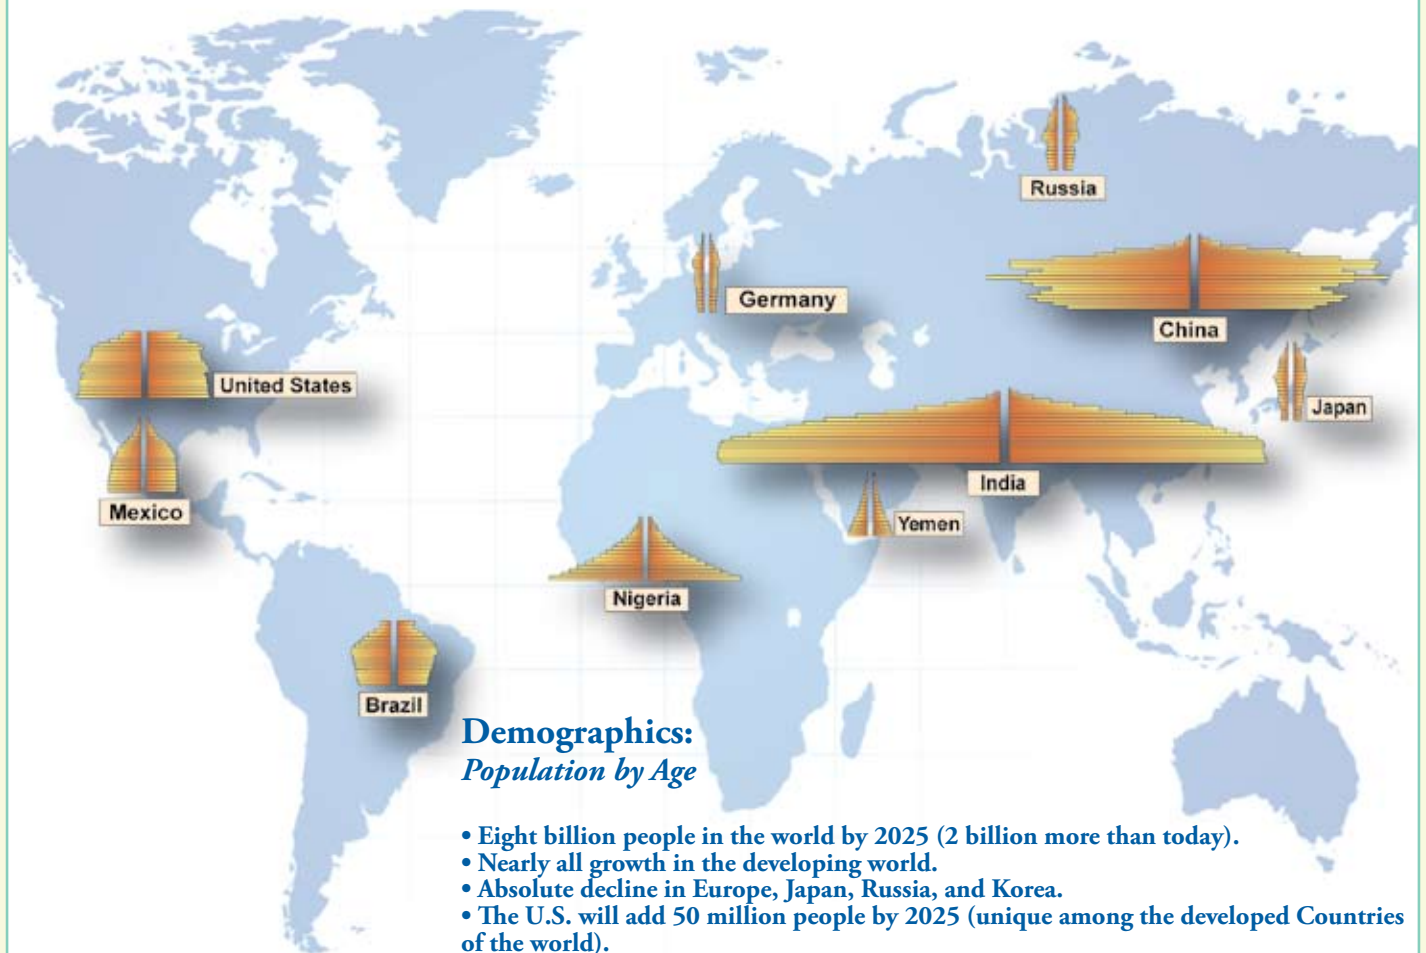 Russia
Germany
China
United States
Japan
India
Mexico
Yemen
Nigeria
Brazil
Demographics:
Population by Age
• Eight billion people in the world by 2025 (2 billion more than today).
• Nearly all growth in the developing world.
• Absolute decline in Europe, Japan, Russia, and Korea.
• The U.S. will add 50 million people by 2025 (unique among the developed Countries
of the world).